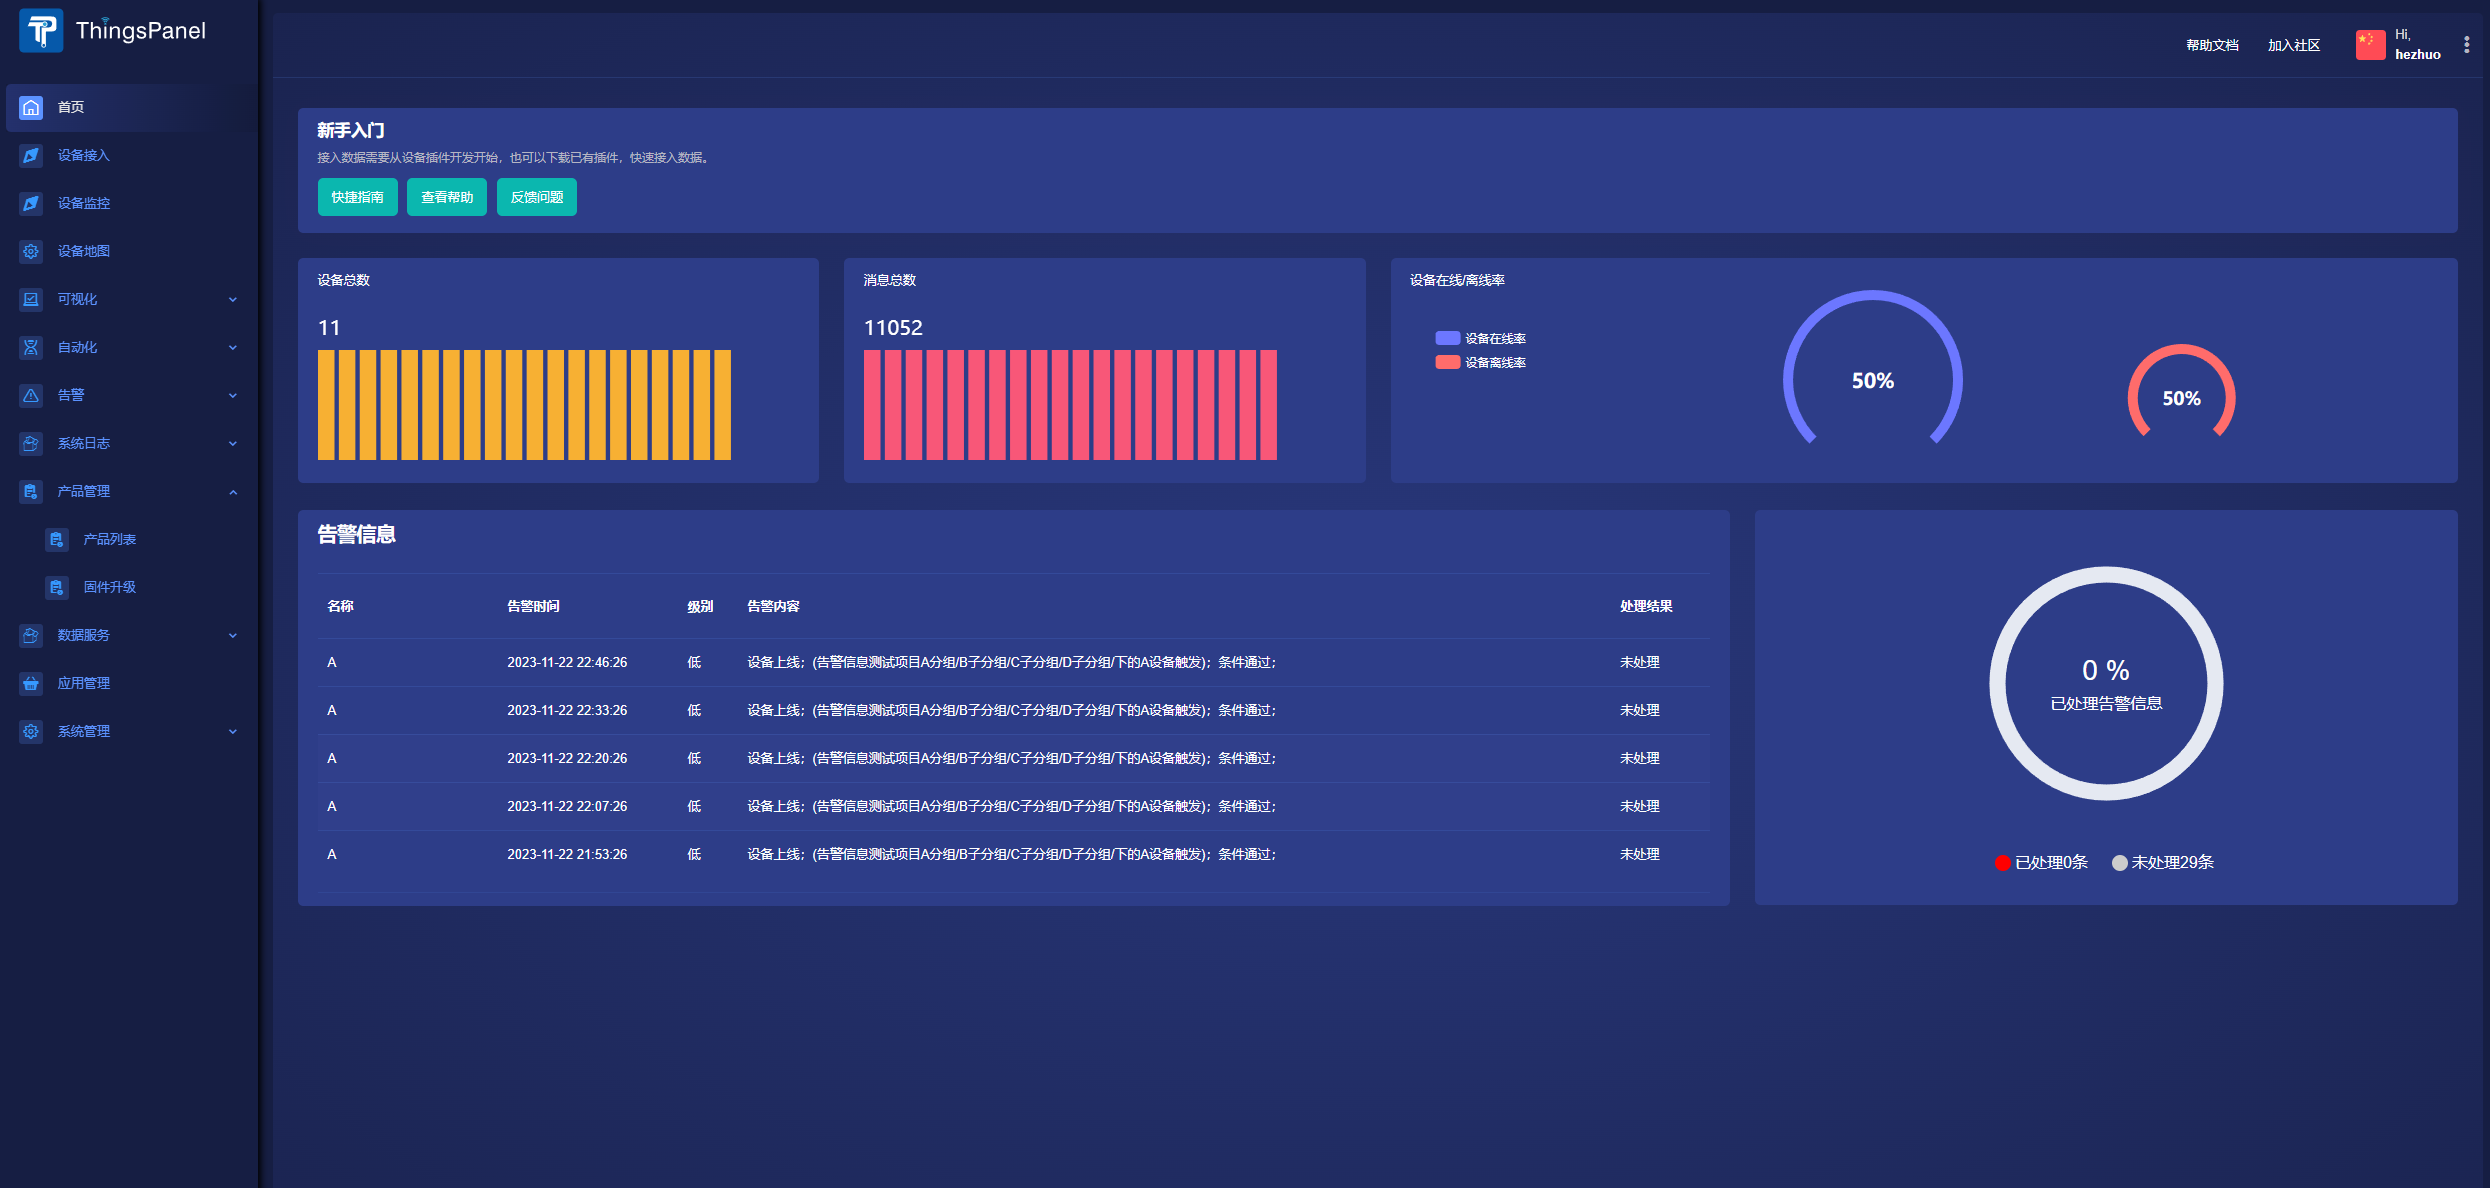 ThingsPanel
首页
设备接入
设备监控
设备地图
可视化
自动化
告警
系统日志
产品管理
产品列表
固件升级
数据服务
应用管理
系统管理
帮助文档
加入社区
Hi,
hezhuo
新手入门
接入数据需要从设备插件开发开始，也可以下载已有插件，快速接入数据。
快捷指南
查看帮助
反馈问题
设备总数
11
消息总数
11052
设备在线/离线率
设备在线率
设备离线率
50%
50%
告警信息
名称 告警时间 级别 告警内容 处理结果
A 2023-11-22 22:46:26 低 设备上线；(告警信息测试项目A分组/B子分组/C子分组/D子分组/下的A设备触发)；条件通过； 未处理
A 2023-11-22 22:33:26 低 设备上线；(告警信息测试项目A分组/B子分组/C子分组/D子分组/下的A设备触发)；条件通过； 未处理
A 2023-11-22 22:20:26 低 设备上线；(告警信息测试项目A分组/B子分组/C子分组/D子分组/下的A设备触发)；条件通过； 未处理
A 2023-11-22 22:07:26 低 设备上线；(告警信息测试项目A分组/B子分组/C子分组/D子分组/下的A设备触发)；条件通过； 未处理
A 2023-11-22 21:53:26 低 设备上线；(告警信息测试项目A分组/B子分组/C子分组/D子分组/下的A设备触发)；条件通过； 未处理
0 %
已处理告警信息
已处理0条 未处理29条